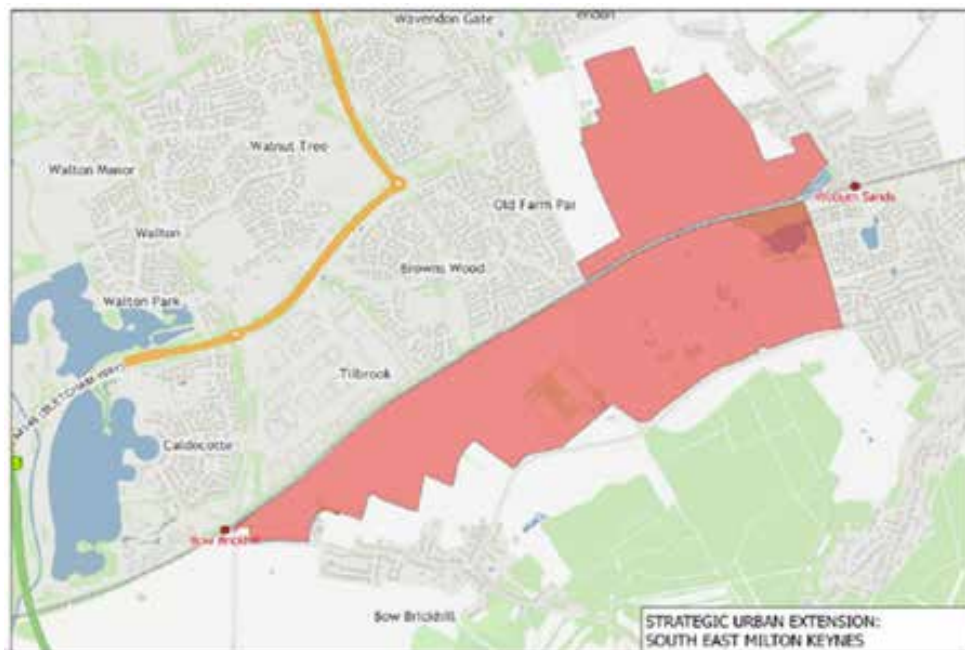 Wavendon Gate
endon
Walnut Tree
Walton Manor
Woburn Sands
Old Farm Par
Walton
Browns Wood
Walton Park
Tilbrook
Caldecotte
Bow Brickhill
Bow Brickhill
STRATEGIC URBAN EXTENSION:
SOUTH EAST MILTON KEYNES